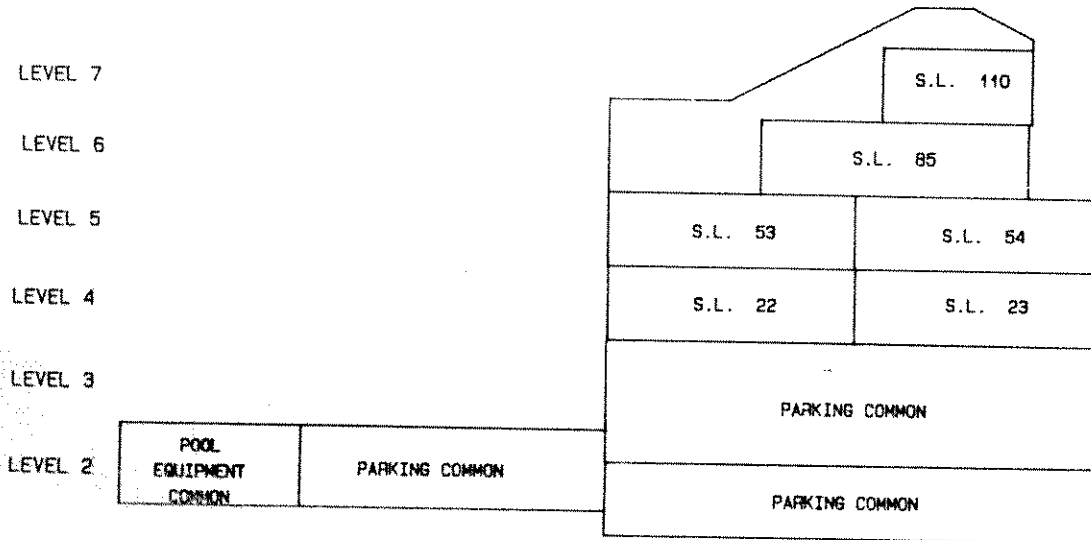 LEVEL 7
S.L. 110
LEVEL 6
S.L. 85
LEVEL 5
S.L. 53
S.L. 54
LEVEL 4
S.L. 22
S.L. 23
LEVEL 3
PARKING COMMON
LEVEL 2
POOL
EQUIPMENT
COMMON
PARKING COMMON
PARKING COMMON